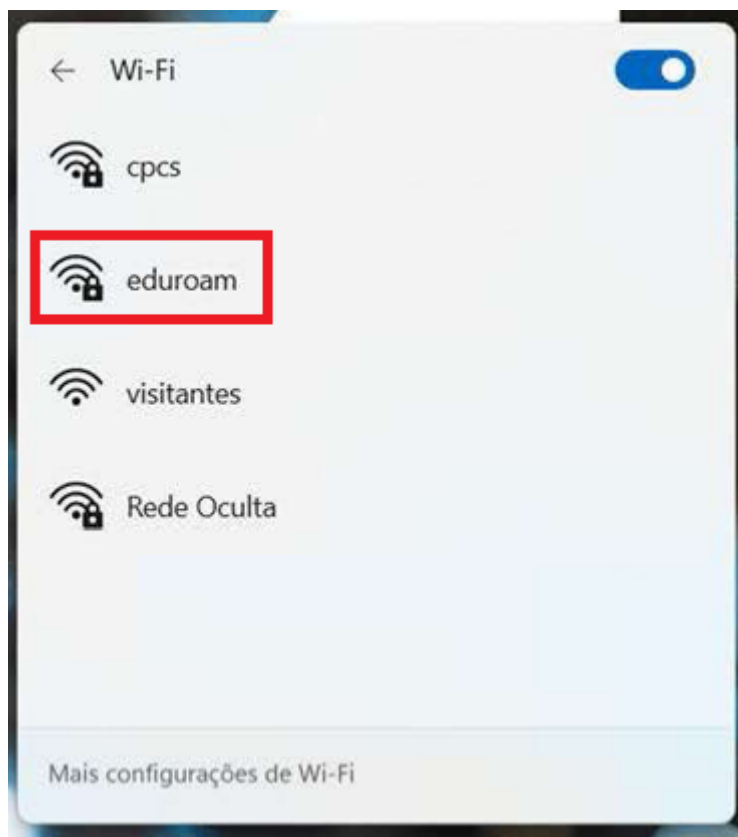 Wi-Fi
cpcs
eduroam
visitantes
Rede Oculta
Mais configurações de Wi-Fi